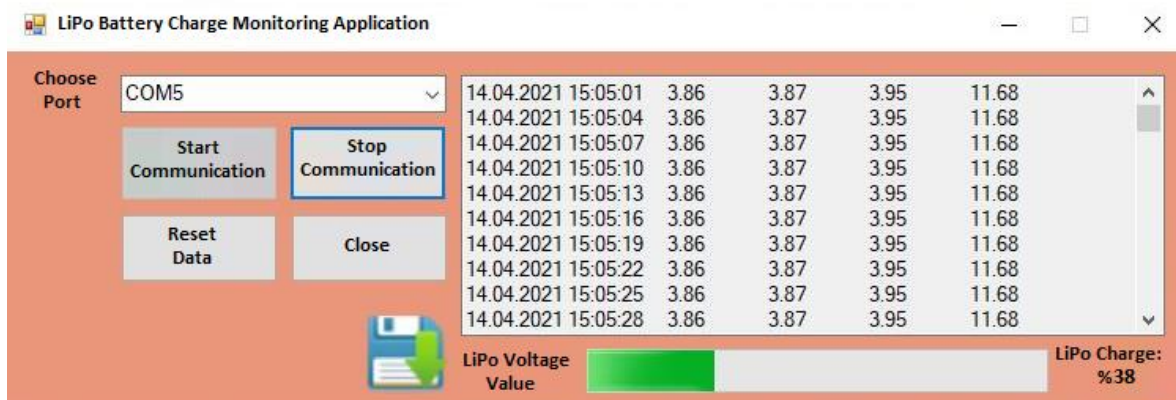 LiPo Battery Charge Monitoring Application
Choose
Port
COM5
Start
Communication
Stop
Communication
Reset
Data
Close
14.04.2021 15:05:01 3.86 3.87 3.95 11.68
14.04.2021 15:05:04 3.86 3.87 3.95 11.68
14.04.2021 15:05:07 3.86 3.87 3.95 11.68
14.04.2021 15:05:10 3.86 3.87 3.95 11.68
14.04.2021 15:05:13 3.86 3.87 3.95 11.68
14.04.2021 15:05:16 3.86 3.87 3.95 11.68
14.04.2021 15:05:19 3.86 3.87 3.95 11.68
14.04.2021 15:05:22 3.86 3.87 3.95 11.68
14.04.2021 15:05:25 3.86 3.87 3.95 11.68
14.04.2021 15:05:28 3.86 3.87 3.95 11.68
LiPo Voltage
Value
LiPo Charge:
%38